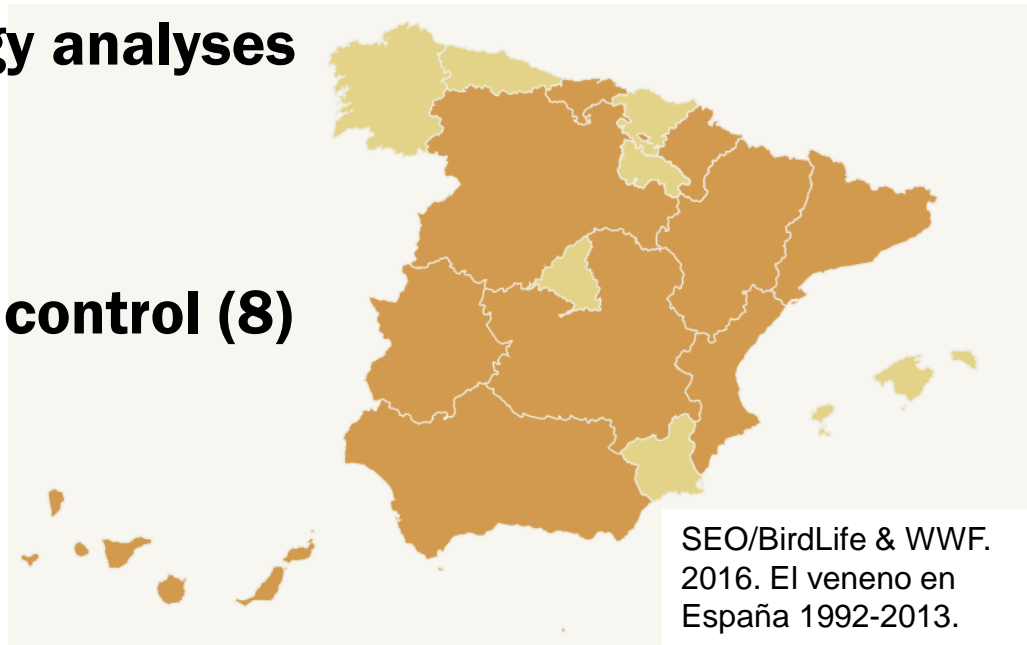 gy analyses
control (8)
SEO/BirdLife & WWF.
2016. El veneno en
España 1992-2013.